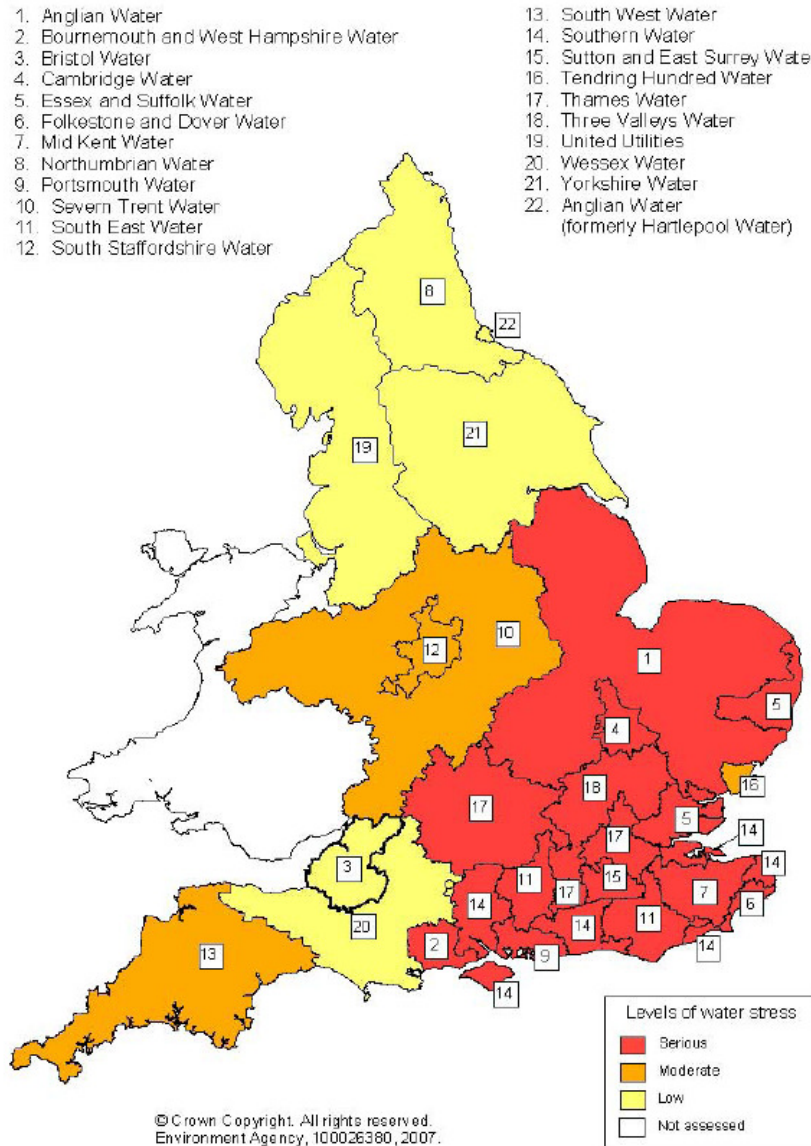 1. Anglian Water
2. Bournemouth and West Hampshire Water
3. Bristol Water
4. Cambridge Water
5. Essex and Suffolk Water
6. Folkestone and Dover Water
7. Mid Kent Water
8. Northumbrian Water
9. Portsmouth Water
10. Severn Trent Water
11. South East Water
12. South Staffordshire Water
13. South West Water
14. Southern Water
15. Sutton and East Surrey Wate
16. Tendring Hundred Water
17. Thames Water
18. Three Valleys Water
19. United Utilities
20. Wessex Water
21. Yorkshire Water
22. Anglian Water
(formerly Hartlepool Water)
8
22
21
19
10
12
1
5
4
18
16
17
5
14
17
3
15
14
11
7
17
6
14
11
14
20
2
13
9
14
14
Levels of water stress
Serious
Moderate
Low
Not assessed
© Crown Copyright. All rights reserved.
Environment Agency, 100026380, 2007.